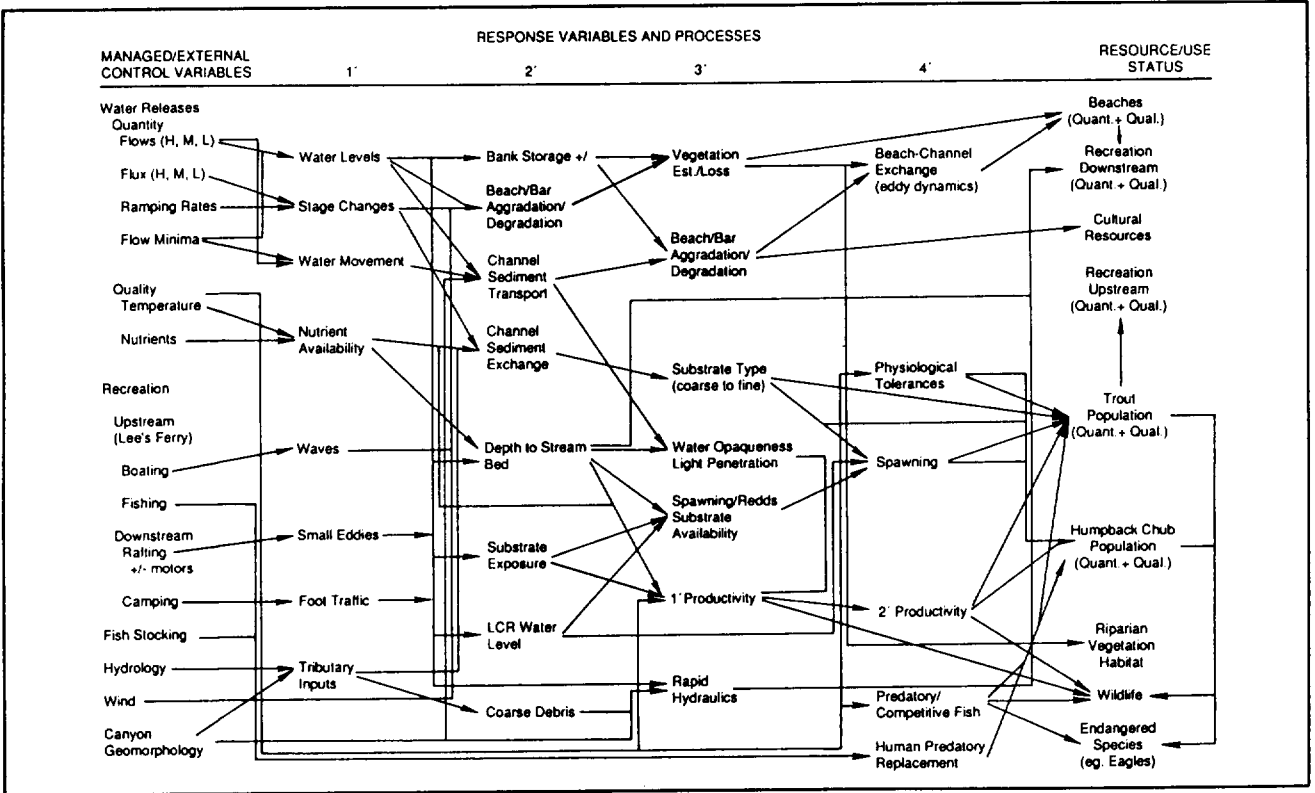 RESPONSE VARIABLES AND PROCESSES
MANAGED/EXTERNAL
CONTROL VARIABLES
1'
2'
3'
4'
RESOURCE/USE
STATUS
Water Releases
Quantity
Flows (H, M, L)
Flux (H, M, L)
Ramping Rates
Flow Minima
Quality
Temperature
Nutrients
Recreation
Upstream
(Lee's Ferry)
Boating
Fishing
Downstream
Rafting
+/- motors
Camping
Fish Stocking
Hydrology
Wind
Canyon
Geomorphology
Water Levels
Stage Changes
Water Movement
Nutrient
Availability
Waves
Small Eddies
Foot Traffic
Tributary
Inputs
Bank Storage +/
Beach/Bar
Aggradation/
Degradation
Channel
Sediment
Transport
Channel
Sediment
Exchange
Depth to Stream
Bed
Substrate
Exposure
LCR Water
Level
Coarse Debris
Vegetation
Est./Loss
Beach/Bar
Aggradation/
Degradation
Substrate Type
(coarse to fine)
Water Opaqueness
Light Penetration
Spawning/Redds
Substrate
Availability
1' Productivity
Rapid
Hydraulics
Beach-Channel
Exchange
(eddy dynamics)
Physiological
Tolerances
Spawning
2' Productivity
Predatory/
Competitive Fish
Human Predatory
Replacement
Beaches
(Quant.+ Qual.)
Recreation
Downstream
(Quant.+ Qual.)
Cultural
Resources
Recreation
Upstream
(Quant.+ Qual.)
Trout
Population
(Quant.+ Qual.)
Humpback Chub
Population
(Quant.+ Qual.)
Riparian
Vegetation
Habitat
Wildlife
Endangered
Species
(eg. Eagles)